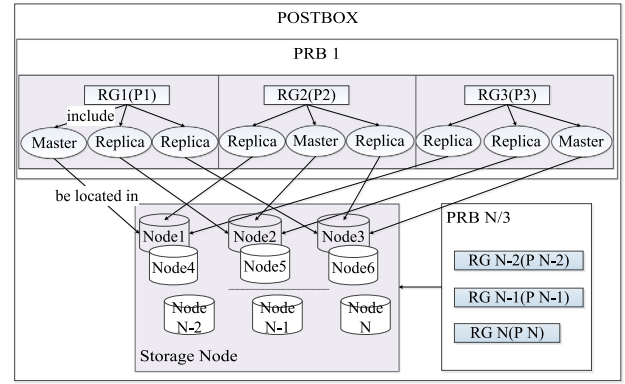 POSTBOX
PRB 1
RG1(P1)
RG2(P2)
RG3(P3)
include
Master
Replica
Replica
Replica
Master
Replica
Replica
Replica
Master
be located in
Node1
Node2
Node3
Node4
Node5
Node6
Node
N-2
Node
N-1
Node
N
Storage Node
PRB N/3
RG N-2(P N-2)
RG N-1(P N-1)
RG N(P N)